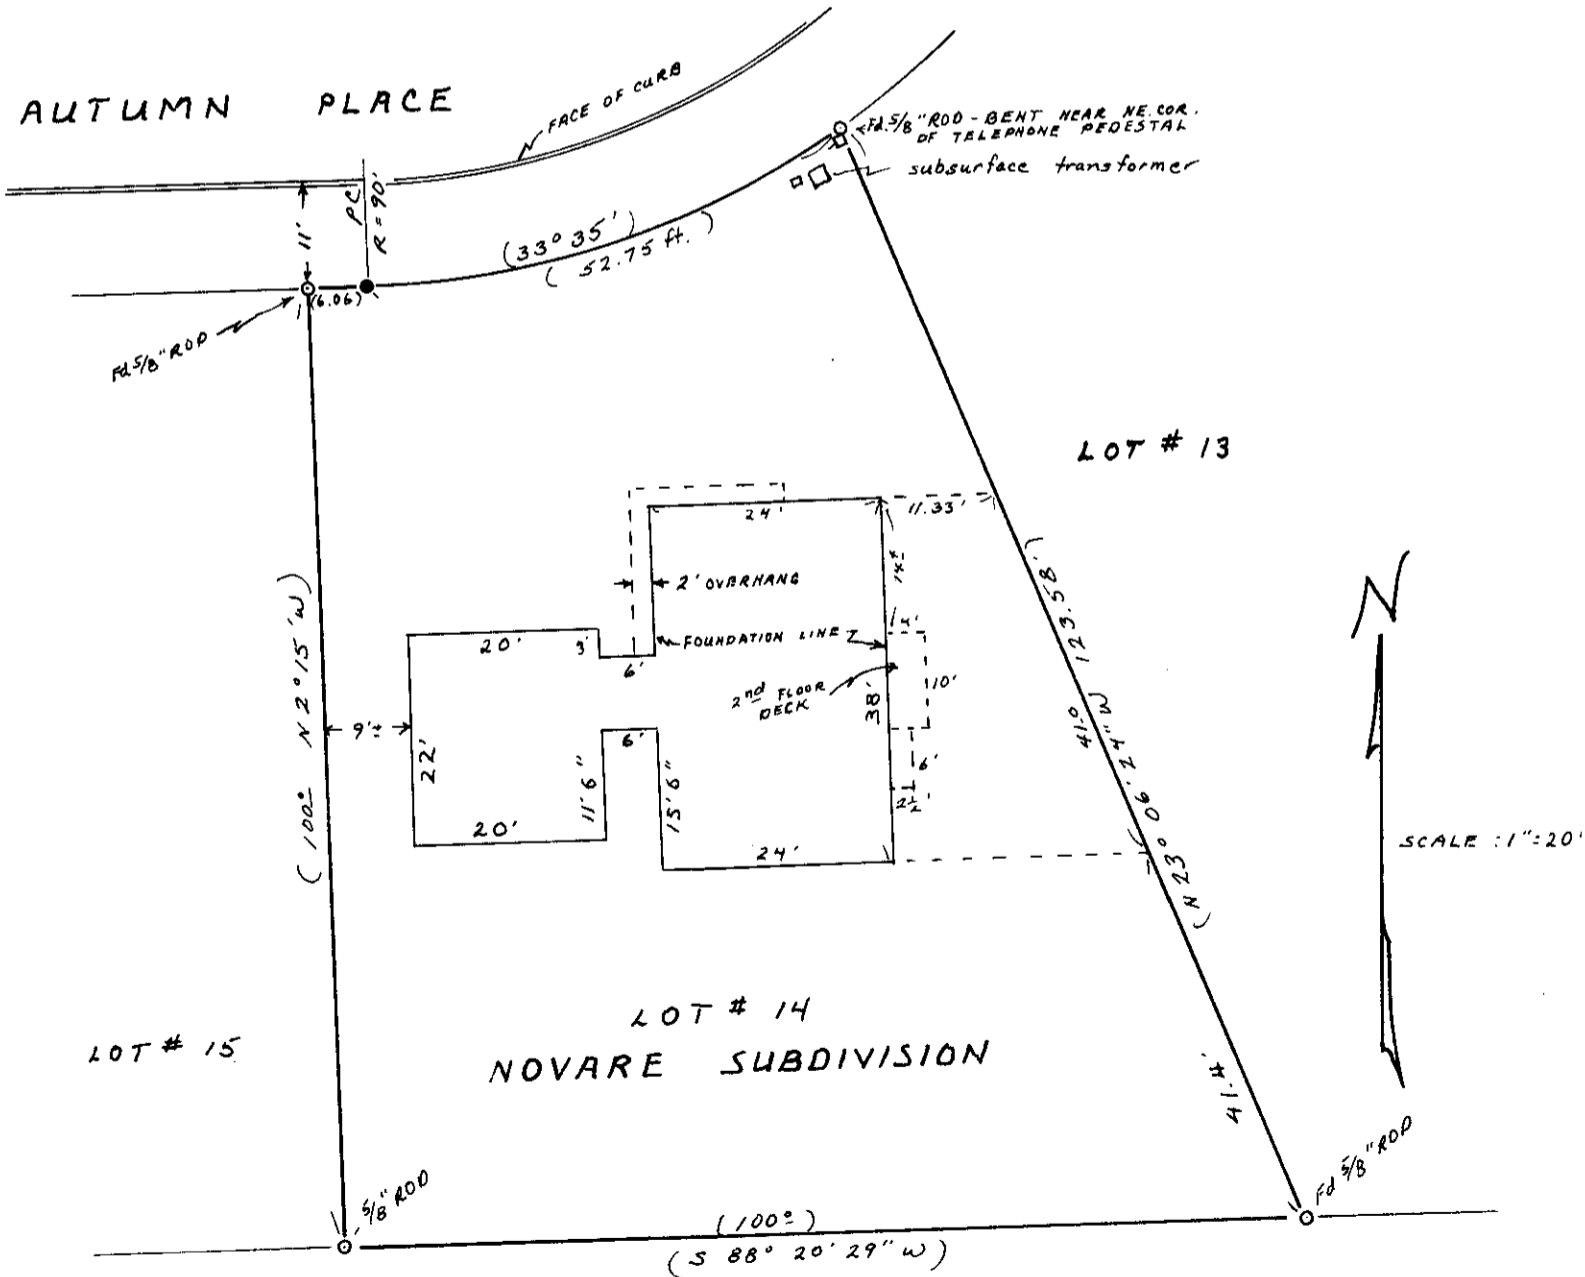 AUTUMN PLACE
FACE OF CURB
Fd. 5/8" ROD - BENT NEAR NE. COR.
OF TELEPHONE PEDESTAL
subsurface transformer
PC
R=90'
11'
(33° 35')
(52.75 ft.)
(6.06)
Fd 5/8" ROD
LOT # 13
24'
11.33'
14'±
2' OVERHANG
4'
20'
3'
FOUNDATION LINE
6'
2nd FLOOR
DECK
38'
10'
(100± N 2° 15' W)
9'±
22'
6'
11' 6"
15' 6"
6'
2½'
20'
24'
123.58')
41.0
(N 23° 06' 24" W
N
SCALE : 1" = 20'
LOT # 14
LOT # 15
NOVARE SUBDIVISION
41.4'
5/8" ROD
Fd 5/8" ROD
(100±)
(S 88° 20' 29" W)